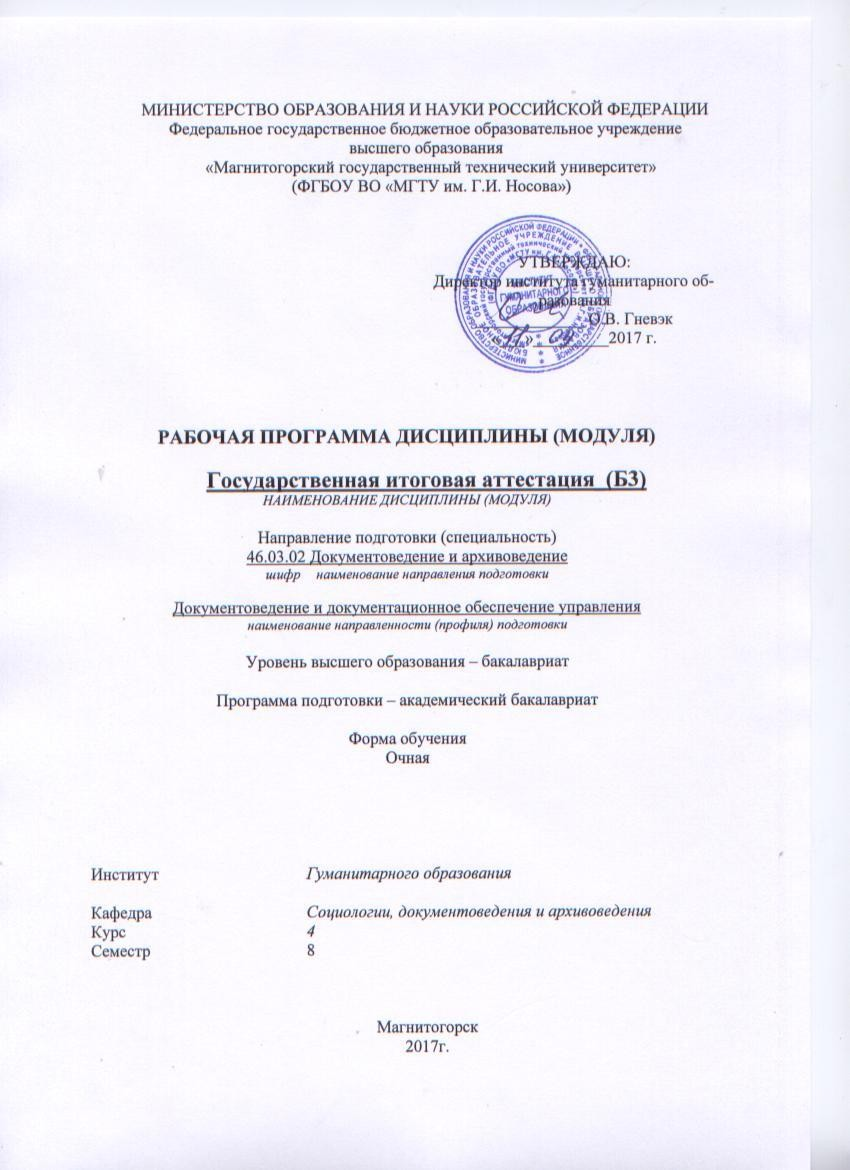 МИНИСТЕРСТВО ОБРАЗОВАНИЯ И НАУКИ РОССИЙСКОЙ ФЕДЕРАЦИИ
Федеральное государственное бюджетное образовательное учреждение
высшего образования
«Магнитогорский государственный технический университет»
(ФГБОУ ВО «МГТУ им. Г.И. Носова»)
УТВЕРЖДАЮ:
Директор института гуманитарного об-
разования
О.В. Гневэк
2017 г.
РАБОЧАЯ ПРОГРАММА ДИСЦИПЛИНЫ (МОДУЛЯ)
Государственная итоговая аттестация (Б3)
НАИМЕНОВАНИЕ ДИСЦИПЛИНЫ (МОДУЛЯ)
Направление подготовки (специальность)
46.03.02 Документоведение и архивоведение
шифр наименование направления подготовки
Документоведение и документационное обеспечение управления
наименование направленности (профиля) подготовки
Уровень высшего образования – бакалавриат
Программа подготовки – академический бакалавриат
Форма обучения
Очная
Институт Гуманитарного образования
Кафедра Социологии, документоведения и архивоведения
Курс 4
Семестр 8
Магнитогорск
2017г.